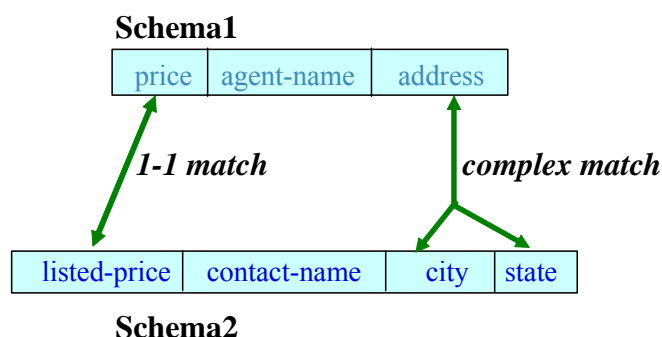 Schema1
price agent-name address
1-1 match complex match
listed-price contact-name city state
Schema2